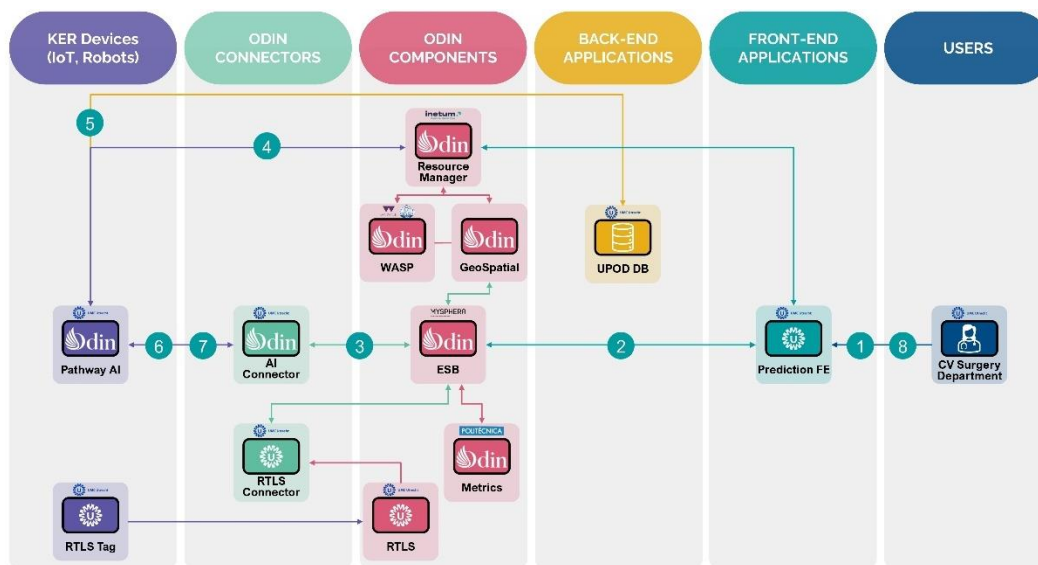 KER Devices
(IoT, Robots)
ODIN
CONNECTORS
ODIN
COMPONENTS
BACK-END
APPLICATIONS
FRONT-END
APPLICATIONS
USERS
5
4
inetum.
Odin
Resource
Manager
Odin
WASP
Odin
GeoSpatial
UPOD DB
Odin
Pathway AI
6
7
Odin
AI
Connector
3
MYSPHERA
Odin
ESB
2
U
Prediction FE
1
8
CV Surgery
Department
U
RTLS
Connector
POLITÉCNICA
Odin
Metrics
U
RTLS Tag
U
RTLS